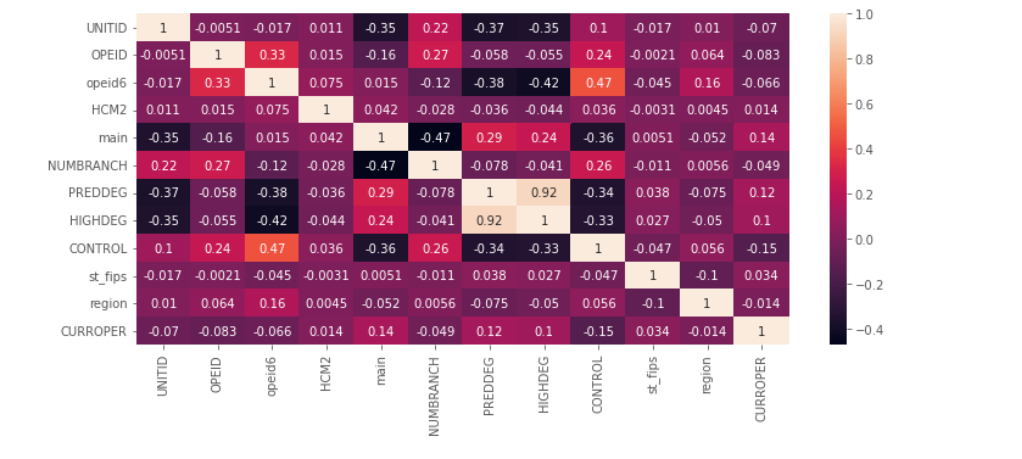 UNITID 1 -0.0051 -0.017 0.011 -0.35 0.22 -0.37 -0.35 0.1 -0.017 0.01 -0.07
OPEID -0.0051 1 0.33 0.015 -0.16 0.27 -0.058 -0.055 0.24 -0.0021 0.064 -0.083
opeid6 -0.017 0.33 1 0.075 0.015 -0.12 -0.38 -0.42 0.47 -0.045 0.16 -0.066
HCM2 0.011 0.015 0.075 1 0.042 -0.028 -0.036 -0.044 0.036 -0.0031 0.0045 0.014
main -0.35 -0.16 0.015 0.042 1 -0.47 0.29 0.24 -0.36 0.0051 -0.052 0.14
NUMBRANCH 0.22 0.27 -0.12 -0.028 -0.47 1 -0.078 -0.041 0.26 -0.011 0.0056 -0.049
PREDDEG -0.37 -0.058 -0.38 -0.036 0.29 -0.078 1 0.92 -0.34 0.038 -0.075 0.12
HIGHDEG -0.35 -0.055 -0.42 -0.044 0.24 -0.041 0.92 1 -0.33 0.027 -0.05 0.1
CONTROL 0.1 0.24 0.47 0.036 -0.36 0.26 -0.34 -0.33 1 -0.047 0.056 -0.15
st_fips -0.017 -0.0021 -0.045 -0.0031 0.0051 -0.011 0.038 0.027 -0.047 1 -0.1 0.034
region 0.01 0.064 0.16 0.0045 -0.052 0.0056 -0.075 -0.05 0.056 -0.1 1 -0.014
CURROPER -0.07 -0.083 -0.066 0.014 0.14 -0.049 0.12 0.1 -0.15 0.034 -0.014 1
UNITID OPEID opeid6 HCM2 main NUMBRANCH PREDDEG HIGHDEG CONTROL st_fips region CURROPER
1.0
0.8
0.6
0.4
0.2
0.0
−0.2
−0.4